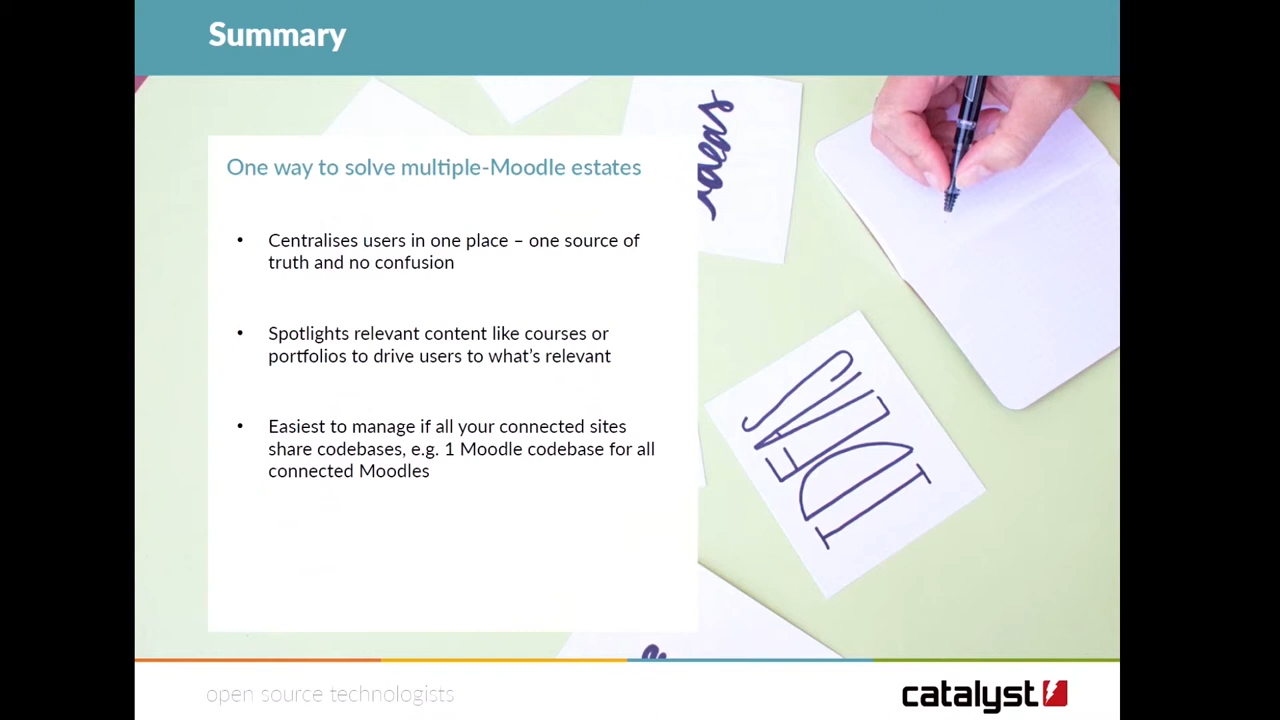 Summary
One way to solve multiple-Moodle estates
• Centralises users in one place – one source of
truth and no confusion
• Spotlights relevant content like courses or
portfolios to drive users to what's relevant
• Easiest to manage if all your connected sites
share codebases, e.g. 1 Moodle codebase for all
connected Moodles
IDEAS
open source technologists
catalyst